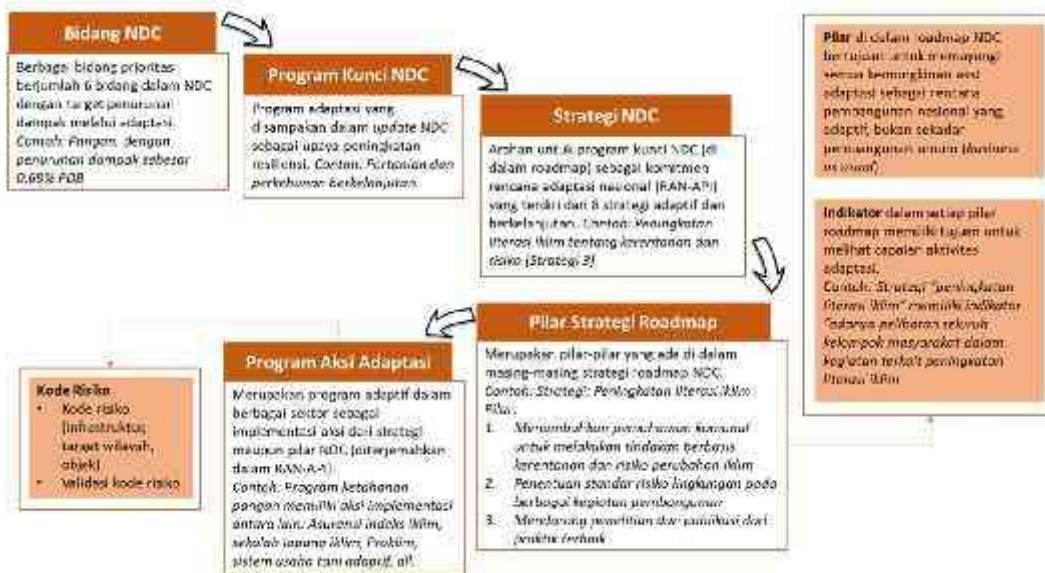 Bidang NDC
Berbagai bidang prioritas
berjumlah 6 bidang dalam NDC
dengan target penurunan
dampak melalui adaptasi.
Contoh: Pangan, dengan
penurunan dampak sebesar
0,69% PDB
Program Kunci NDC
Program adaptasi yang
disampaikan dalam update NDC
sebagai upaya peningkatan
resiliensi. Contoh: Pertanian dan
perkebunan berkelanjutan.
Strategi NDC
Arahan untuk program kunci NDC (di
dalam roadmap) sebagai komitmen
rencana adaptasi nasional (RAN-API)
yang terdiri dari 8 strategi adaptif dan
berkelanjutan. Contoh: Peningkatan
literasi iklim tentang kerentanan dan
risiko (Strategi 3)
Pilar Strategi Roadmap
Merupakan pilar-pilar yang ada di dalam
masing-masing strategi roadmap NDC.
Contoh: Strategi: Peningkatan literasi iklim
Pilar:
1. Menumbuhkan pemahaman komunal
untuk melakukan tindakan berbasis
kerentanan dan risiko perubahan iklim
2. Penentuan standar risiko lingkungan pada
berbagai kegiatan pembangunan
3. Mendorong penelitian dan publikasi dari
praktik terbaik
Program Aksi Adaptasi
Merupakan program adaptif dalam
berbagai sektor sebagai
implementasi aksi dari strategi
maupun pilar NDC (diterjemahkan
dalam RAN-API).
Contoh: Program ketahanan
pangan memiliki aksi implementasi
antara lain: Asuransi indeks iklim,
sekolah lapang iklim, Proklim,
sistem usaha tani adaptif, dll.
Kode Risiko
• Kode risiko
(infrastruktur,
target wilayah,
objek)
• Validasi kode risiko
Pilar di dalam roadmap NDC
bertujuan untuk memayungi
semua kemungkinan aksi
adaptasi sebagai rencana
pembangunan nasional yang
adaptif, bukan sekadar
pembangunan umum (business
as usual)
Indikator dalam setiap pilar
roadmap memiliki tujuan untuk
melihat capaian aktivitas
adaptasi.
Contoh: Strategi "peningkatan
literasi iklim" memiliki indikator
"adanya pelibatan seluruh
kelompok masyarakat dalam
kegiatan terkait peningkatan
literasi iklim